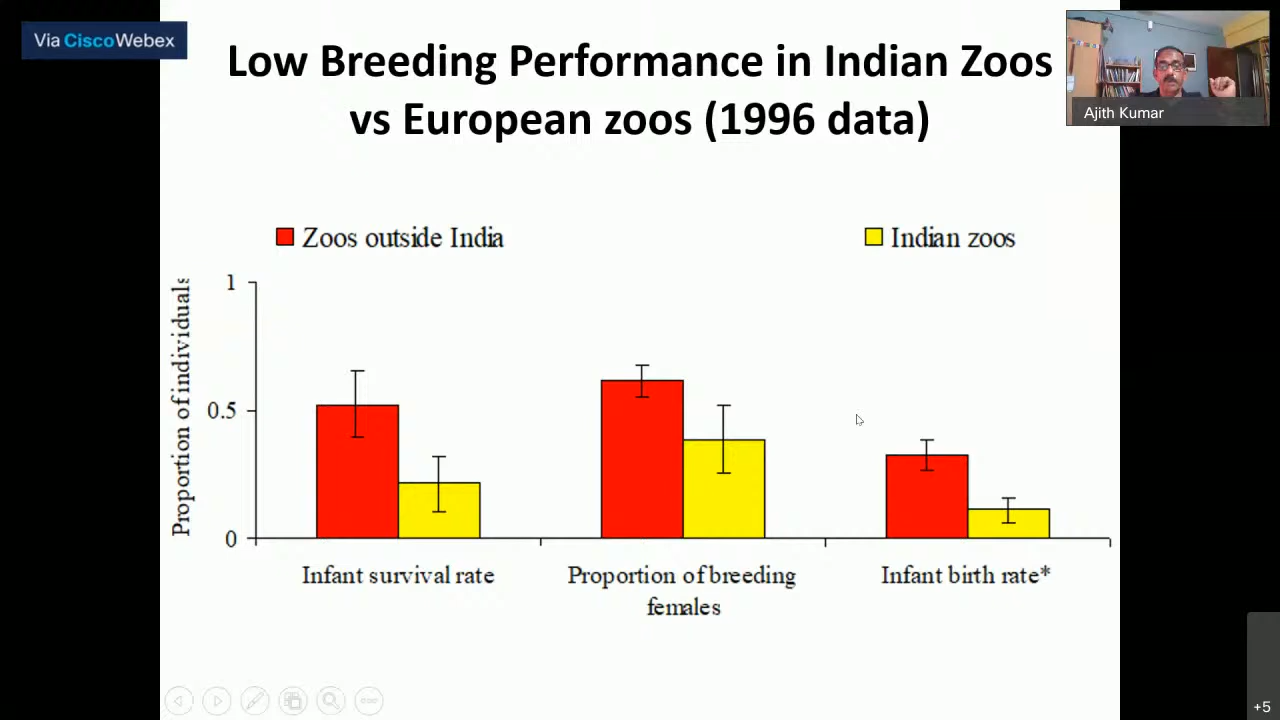 Via CiscoWebex
Low Breeding Performance in Indian Zoos
vs European zoos (1996 data)
Ajith Kumar
Zoos outside India
Indian zoos
Proportion of individuals
1
0.5
0
Infant survival rate
Proportion of breeding
females
Infant birth rate*
+5